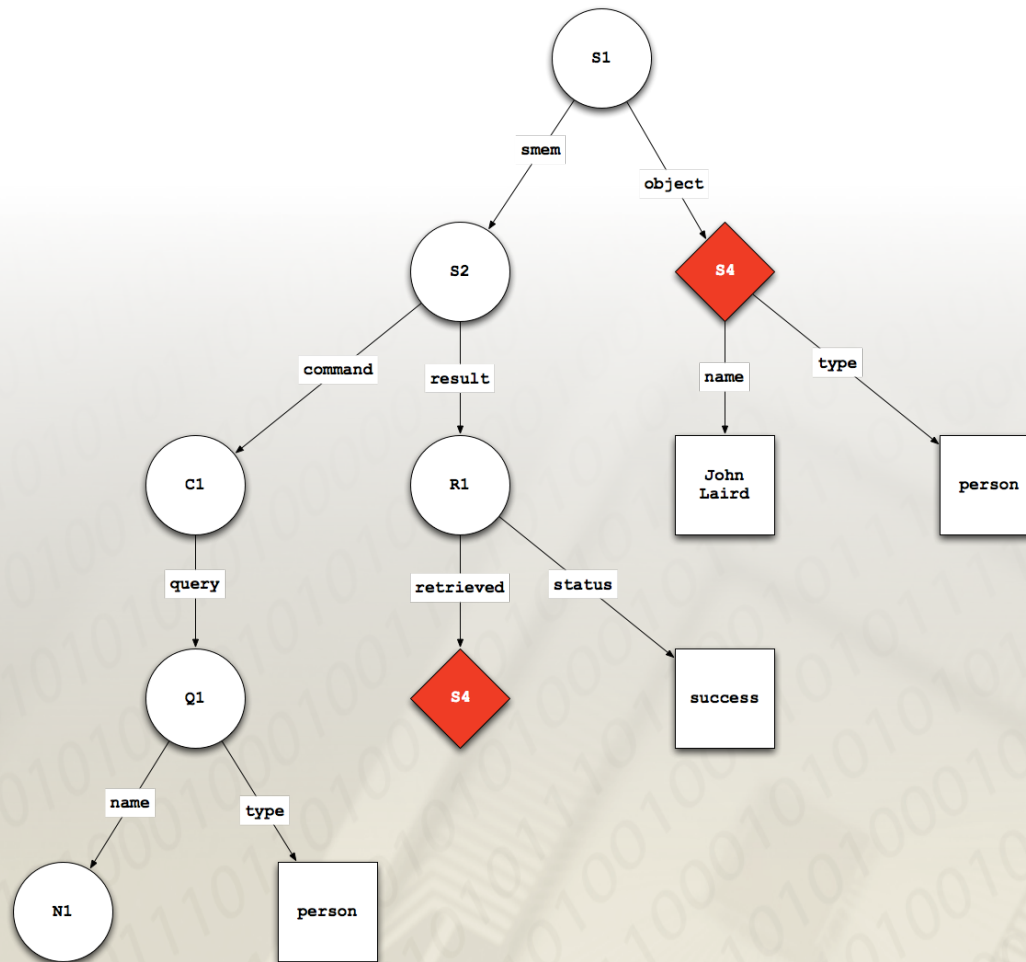 S1
smem
object
S2
S4
command
result
name
type
C1
R1
John
Laird
person
query
retrieved
status
Q1
S4
success
name
type
N1
person